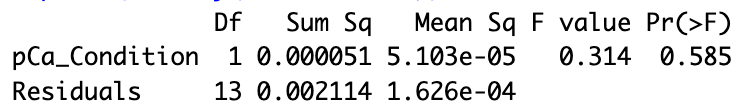 Df Sum Sq Mean Sq F value Pr(>F)
pCa_Condition 1 0.000051 5.103e-05 0.314 0.585
Residuals 13 0.002114 1.626e-04